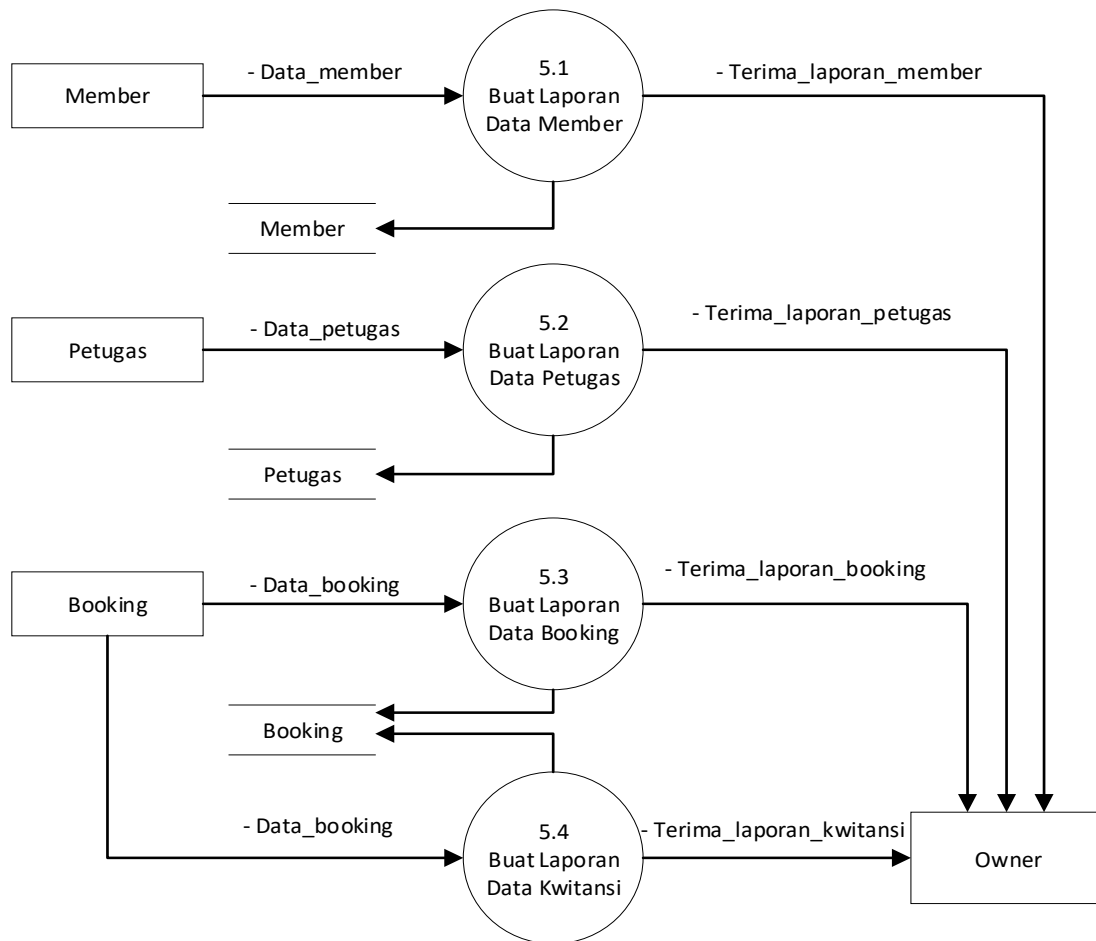 Member
- Data_member
5.1
Buat Laporan
Data Member
- Terima_laporan_member
Member
Petugas
- Data_petugas
5.2
Buat Laporan
Data Petugas
- Terima_laporan_petugas
Petugas
Booking
- Data_booking
5.3
Buat Laporan
Data Booking
- Terima_laporan_booking
Booking
- Data_booking
5.4
Buat Laporan
Data Kwitansi
- Terima_laporan_kwitansi
Owner